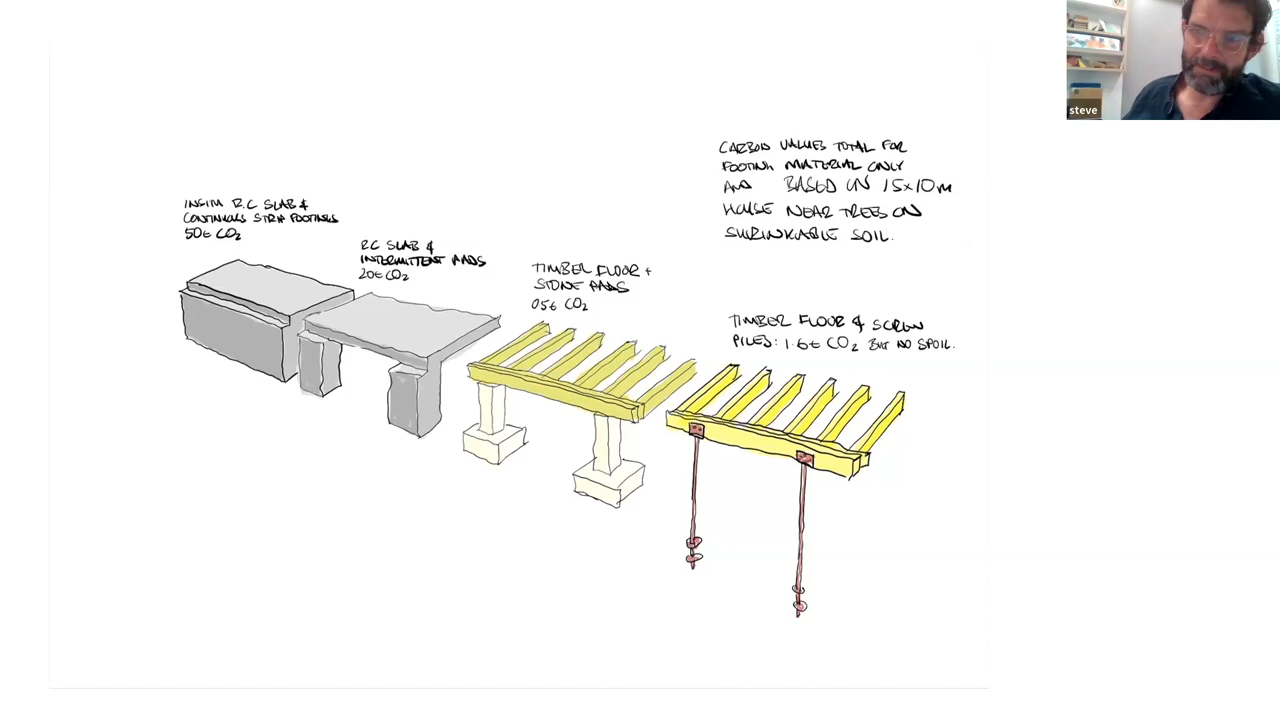 INSITU R.C SLAB &
CONTINUOUS STRIP FOOTINGS
50t CO2
RC SLAB &
INTERMITTENT PADS
20t CO2
TIMBER FLOOR +
STONE PADS
0.5t CO2
TIMBER FLOOR & SCREW
PILES: 1.6t CO2 BUT NO SPOIL.
CARBON VALUES TOTAL FOR
FOOTING MATERIAL ONLY
AND BASED ON 15x10m
HOUSE NEAR TREES ON
SHRINKABLE SOIL.
steve